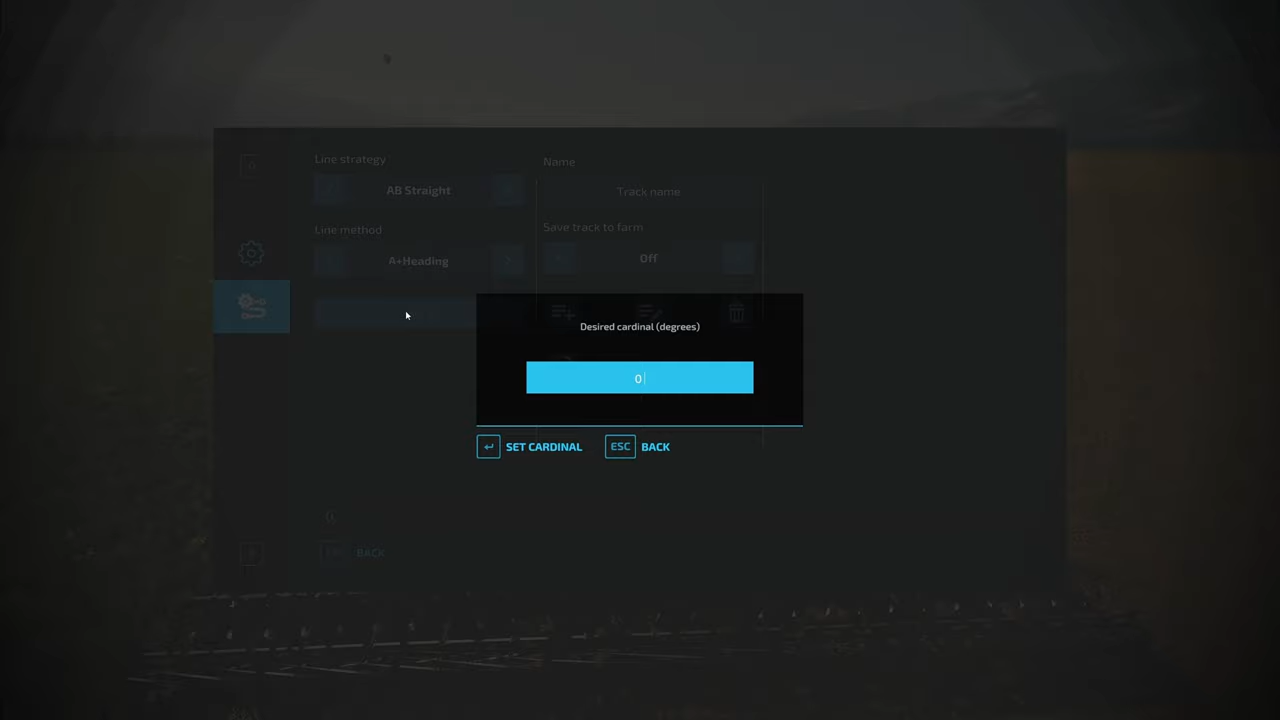 Line strategy
AB Straight
Name
Track name
Line method
A+Heading
Save track to farm
Off
Desired cardinal (degrees)
0
↵ SET CARDINAL
ESC BACK
BACK